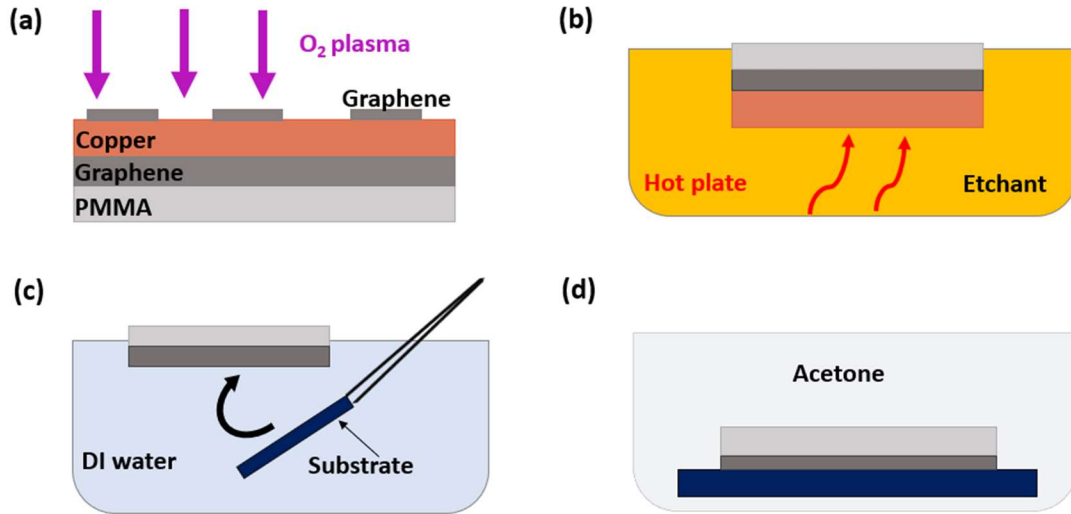 (a)
O₂ plasma
Graphene
Copper
Graphene
PMMA
(b)
Hot plate
Etchant
(c)
DI water
Substrate
(d)
Acetone